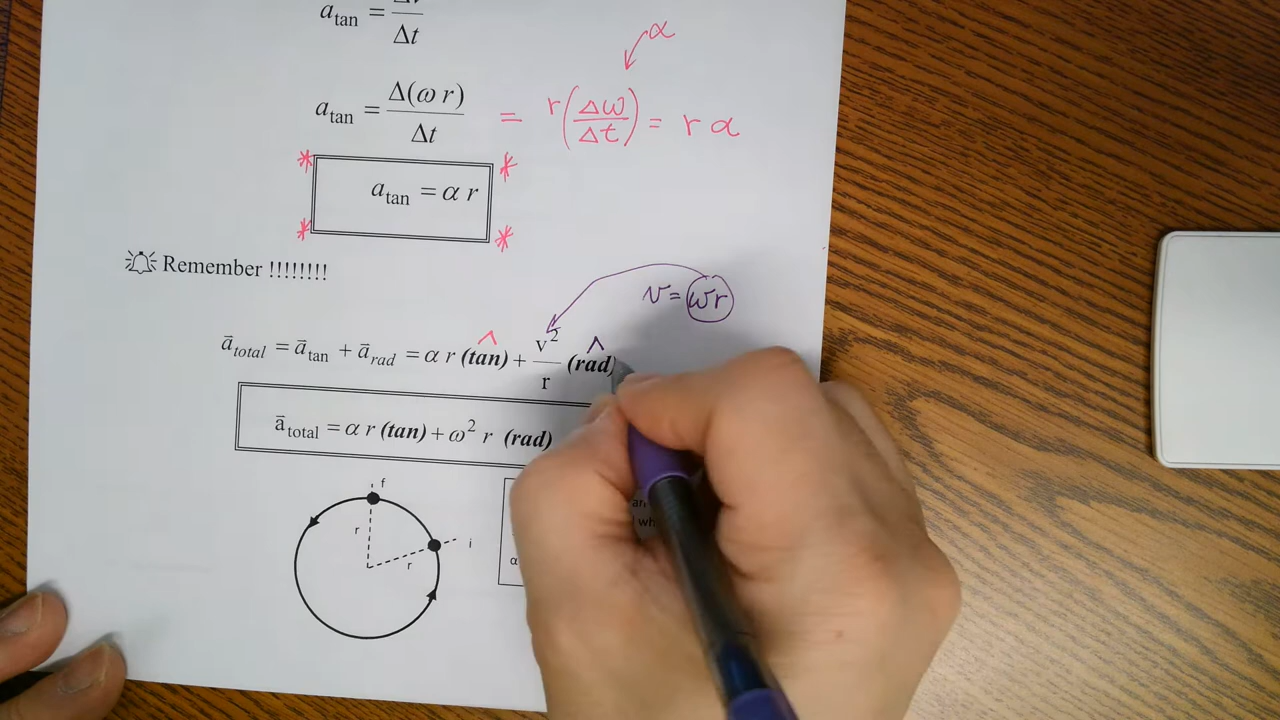 a_tan = Δv/Δt
α
a_tan = Δ(ω r)/Δt = r(Δω/Δt) = r α
* *
a_tan = α r
* *
Remember !!!!!!!!
v = ωr
ā_total = ā_tan + ā_rad = α r (tan) + v²/r (rad)
ā_total = α r (tan) + ω² r (rad)
f
r
i
r
α